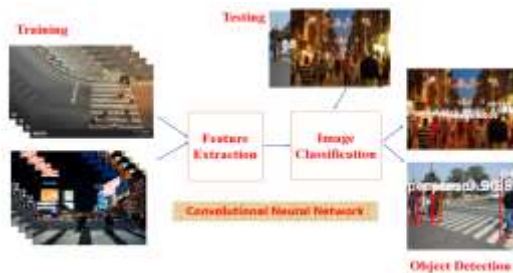 Training
Testing
Feature
Extraction
Image
Classification
Convolutional Neural Network
Object Detection